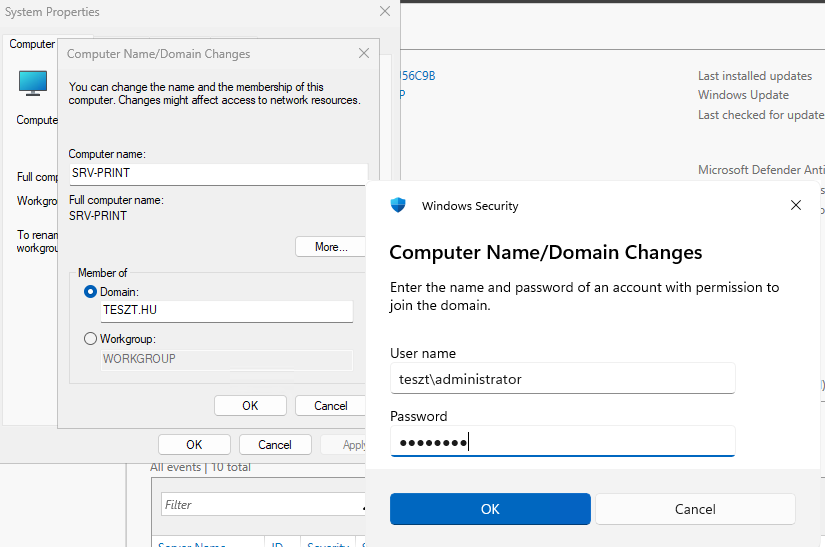 System Properties
Computer
Computer Name/Domain Changes
You can change the name and the membership of this
computer. Changes might affect access to network resources.
Compute
Computer name:
SRV-PRINT
Full comp
Full computer name:
Workgro
SRV-PRINT
To renam
workgrou
More...
Member of
Domain:
TESZT.HU
Workgroup:
WORKGROUP
OK
Cancel
OK
Cancel
Apply
J56C9B
P
Last installed updates
Windows Update
Last checked for update
Microsoft Defender Anti
Windows Security
Computer Name/Domain Changes
Enter the name and password of an account with permission to
join the domain.
User name
teszt\administrator
Password
●●●●●●●●
OK
Cancel
All events | 10 total
Filter
Server Name
ID
Severity